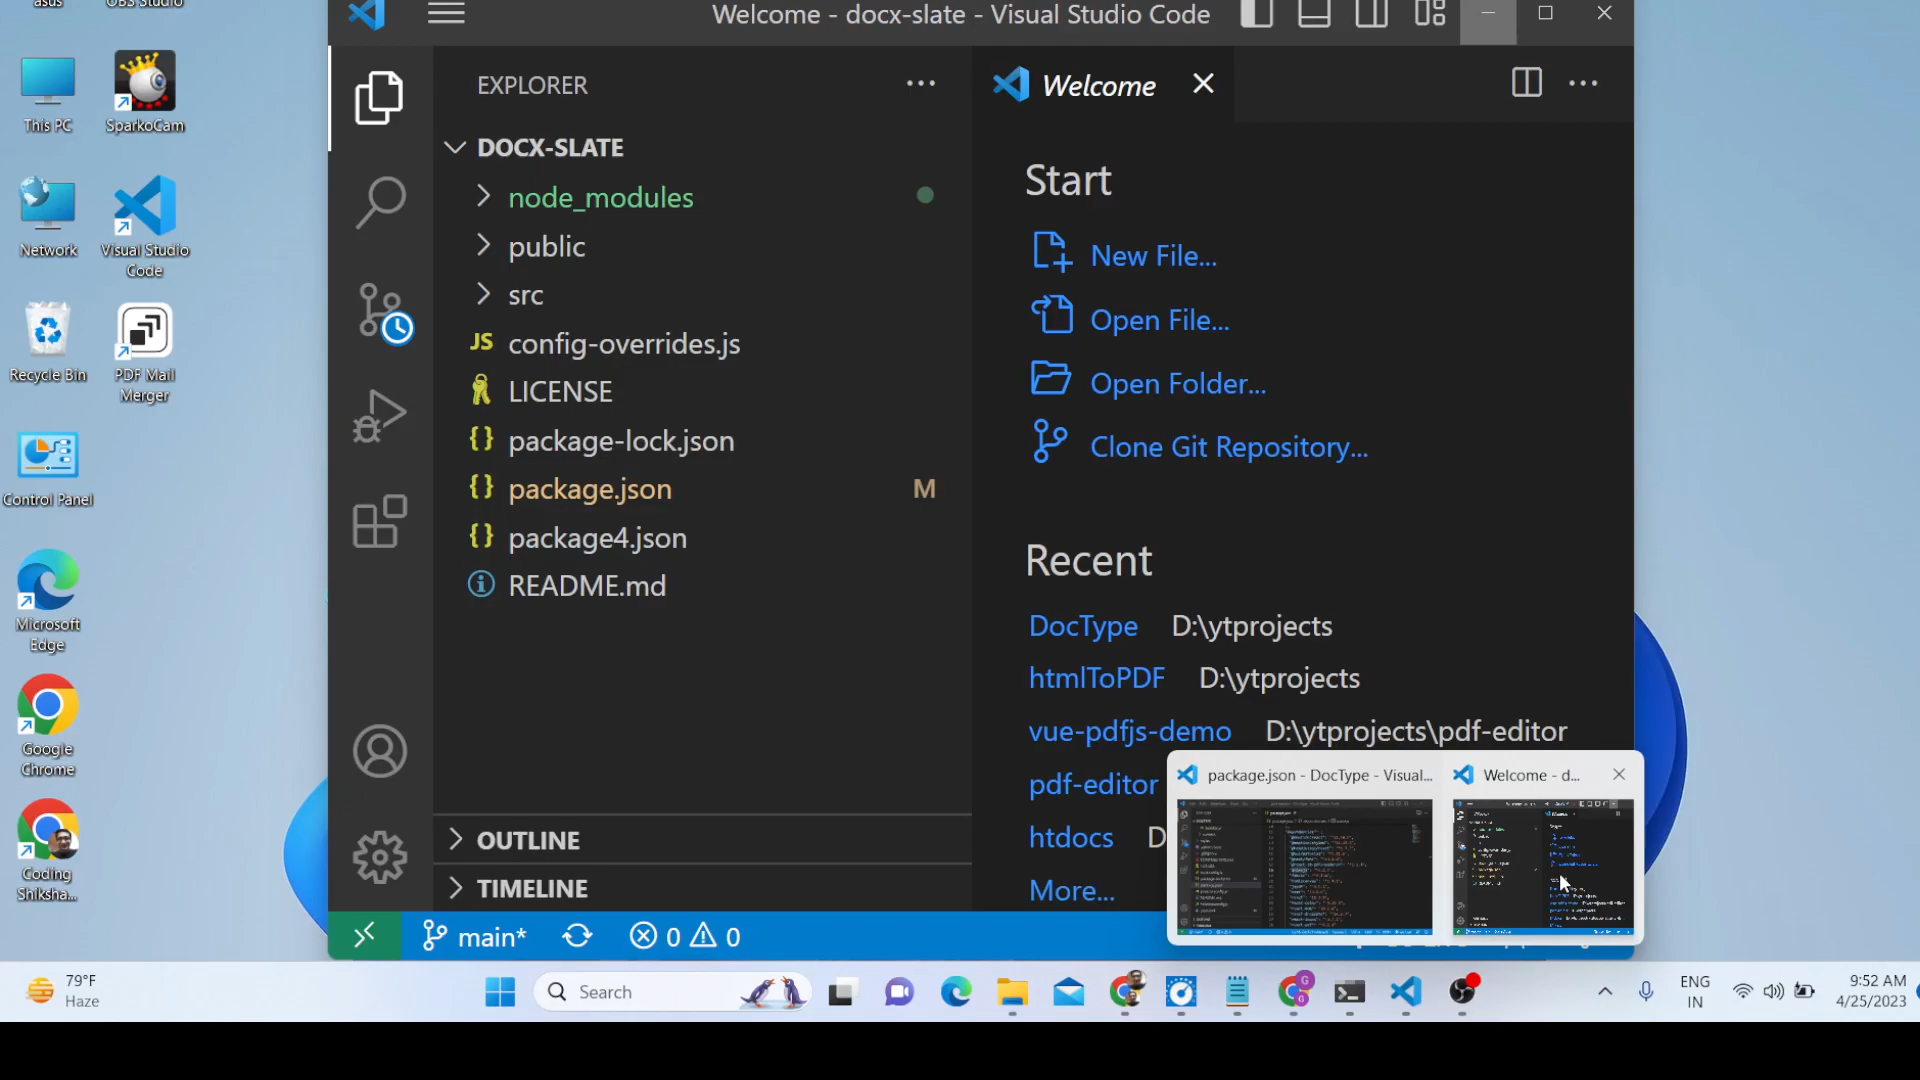 asus
OBS Studio
This PC
SparkoCam
Network
Visual Studio
Code
Recycle Bin
PDF Mail
Merger
Control Panel
Microsoft
Edge
Google
Chrome
Coding
Shiksha...
Welcome - docx-slate - Visual Studio Code
EXPLORER
DOCX-SLATE
node_modules
public
src
JS config-overrides.js
LICENSE
{} package-lock.json
{} package.json M
{} package4.json
README.md
OUTLINE
TIMELINE
Welcome
Start
New File...
Open File...
Open Folder...
Clone Git Repository...
Recent
DocType D:\ytprojects
htmlToPDF D:\ytprojects
vue-pdfjs-demo D:\ytprojects\pdf-editor
pdf-editor
htdocs D
More...
package.json - DocType - Visual...
Welcome - d...
main* 0 0
79°F
Haze
Search
ENG
IN
9:52 AM
4/25/2023